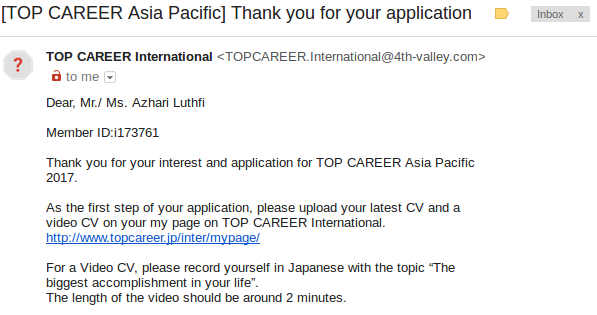 [TOP CAREER Asia Pacific] Thank you for your application
Inbox x
?
TOP CAREER International <TOPCAREER.International@4th-valley.com>
to me
Dear, Mr./ Ms. Azhari Luthfi
Member ID:i173761
Thank you for your interest and application for TOP CAREER Asia Pacific
2017.
As the first step of your application, please upload your latest CV and a
video CV on your my page on TOP CAREER International.
http://www.topcareer.jp/inter/mypage/
For a Video CV, please record yourself in Japanese with the topic “The
biggest accomplishment in your life”.
The length of the video should be around 2 minutes.